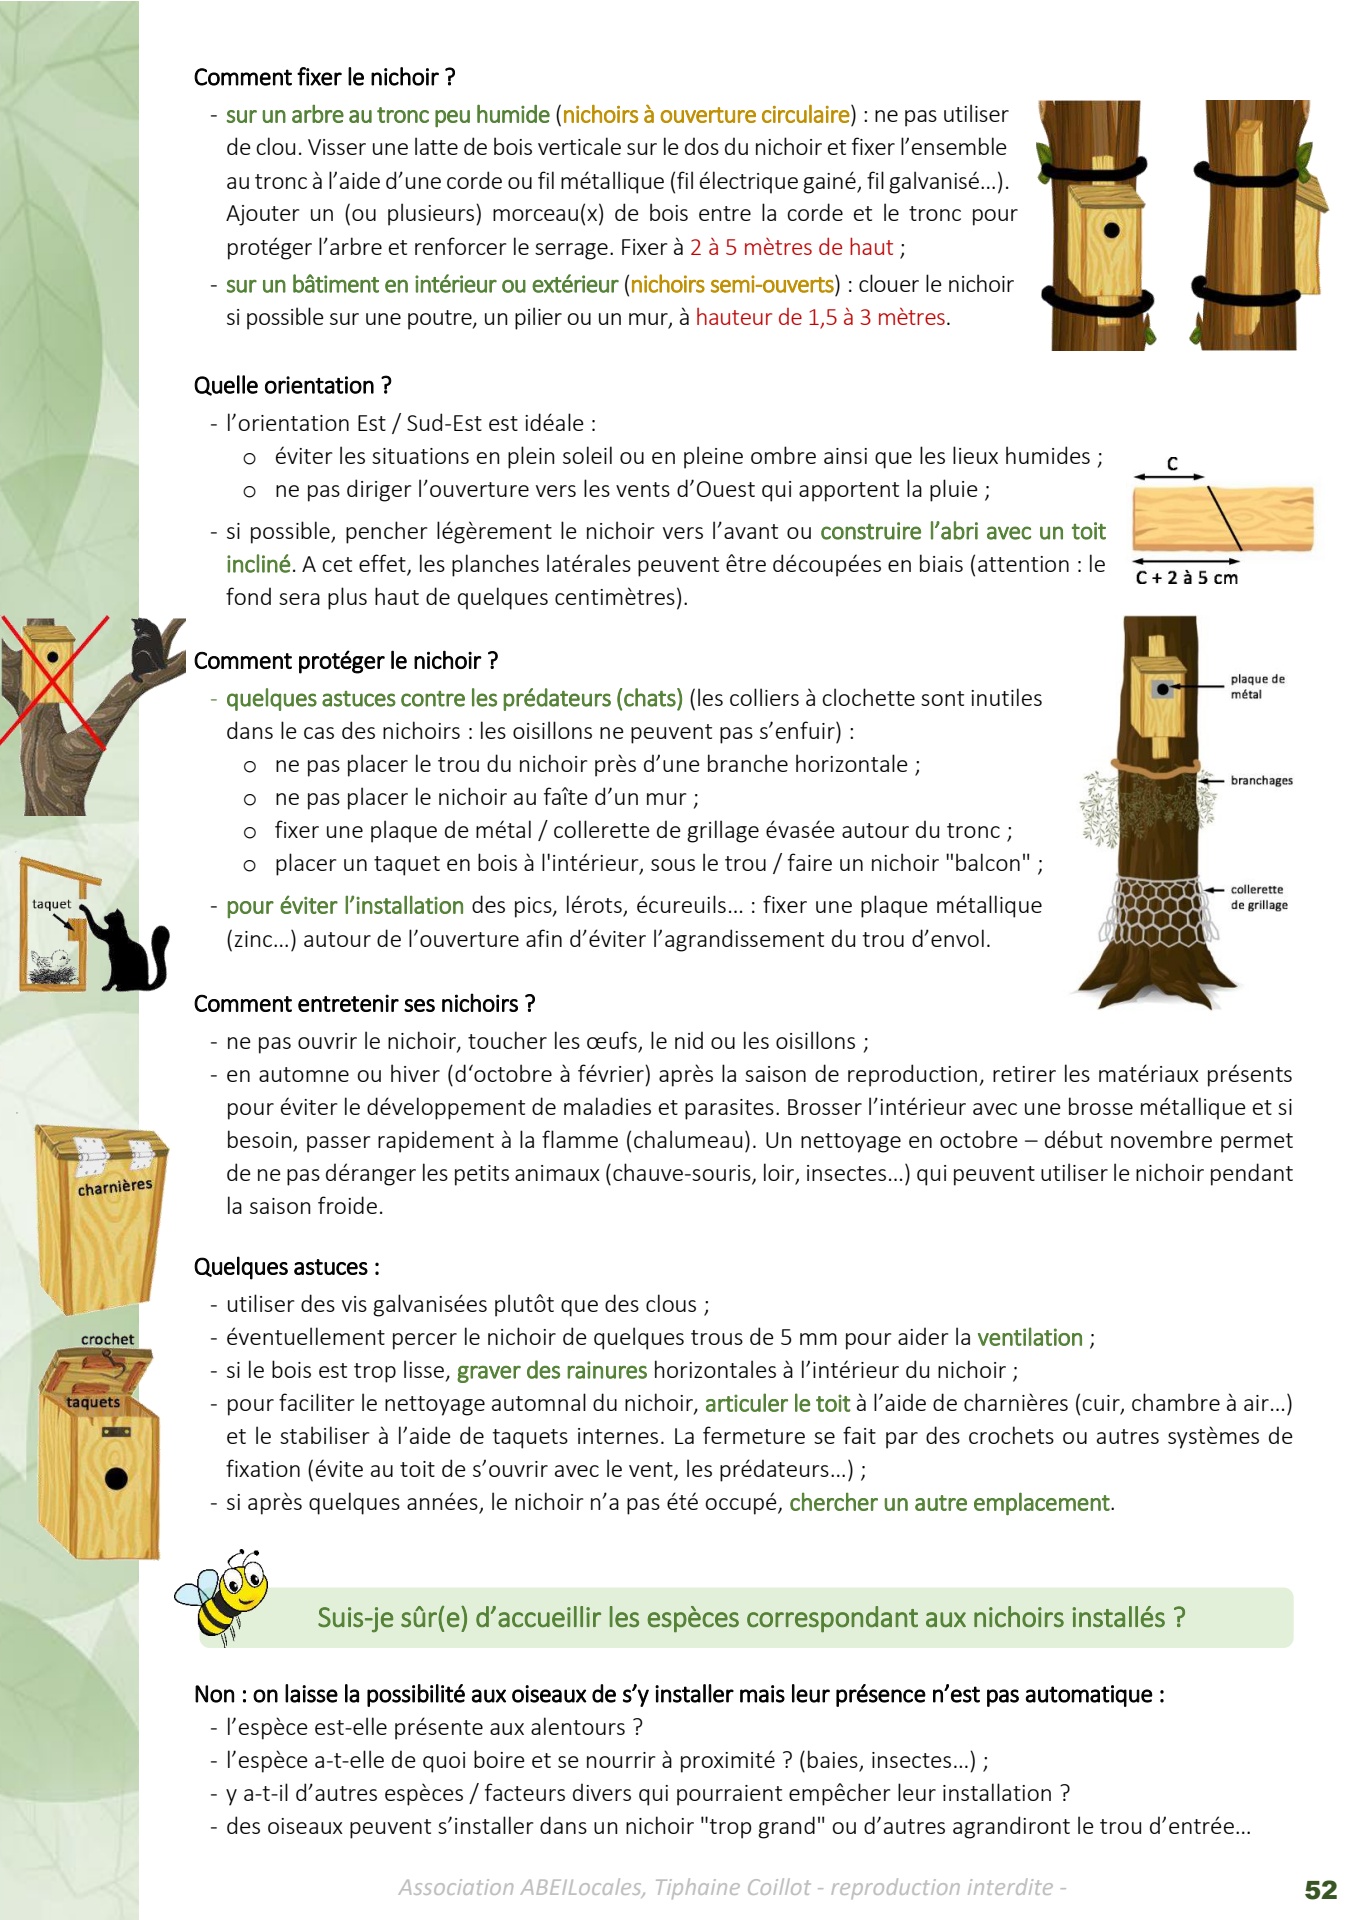 Comment fixer le nichoir ?
- sur un arbre au tronc peu humide (nichoirs à ouverture circulaire) : ne pas utiliser
de clou. Visser une latte de bois verticale sur le dos du nichoir et fixer l’ensemble
au tronc à l’aide d’une corde ou fil métallique (fil électrique gainé, fil galvanisé…).
Ajouter un (ou plusieurs) morceau(x) de bois entre la corde et le tronc pour
protéger l’arbre et renforcer le serrage. Fixer à 2 à 5 mètres de haut ;
- sur un bâtiment en intérieur ou extérieur (nichoirs semi-ouverts) : clouer le nichoir
si possible sur une poutre, un pilier ou un mur, à hauteur de 1,5 à 3 mètres.
Quelle orientation ?
- l’orientation Est / Sud-Est est idéale :
o éviter les situations en plein soleil ou en pleine ombre ainsi que les lieux humides ;
o ne pas diriger l’ouverture vers les vents d’Ouest qui apportent la pluie ;
- si possible, pencher légèrement le nichoir vers l’avant ou construire l’abri avec un toit
incliné. A cet effet, les planches latérales peuvent être découpées en biais (attention : le
fond sera plus haut de quelques centimètres).
C
C + 2 à 5 cm
Comment protéger le nichoir ?
- quelques astuces contre les prédateurs (chats) (les colliers à clochette sont inutiles
dans le cas des nichoirs : les oisillons ne peuvent pas s’enfuir) :
o ne pas placer le trou du nichoir près d’une branche horizontale ;
o ne pas placer le nichoir au faîte d’un mur ;
o fixer une plaque de métal / collerette de grillage évasée autour du tronc ;
o placer un taquet en bois à l'intérieur, sous le trou / faire un nichoir "balcon" ;
- pour éviter l’installation des pics, lérots, écureuils… : fixer une plaque métallique
(zinc…) autour de l’ouverture afin d’éviter l’agrandissement du trou d’envol.
plaque de
métal
branchages
collerette
de grillage
taquet
Comment entretenir ses nichoirs ?
- ne pas ouvrir le nichoir, toucher les œufs, le nid ou les oisillons ;
- en automne ou hiver (d‘octobre à février) après la saison de reproduction, retirer les matériaux présents
pour éviter le développement de maladies et parasites. Brosser l’intérieur avec une brosse métallique et si
besoin, passer rapidement à la flamme (chalumeau). Un nettoyage en octobre – début novembre permet
de ne pas déranger les petits animaux (chauve-souris, loir, insectes…) qui peuvent utiliser le nichoir pendant
la saison froide.
charnières
Quelques astuces :
- utiliser des vis galvanisées plutôt que des clous ;
- éventuellement percer le nichoir de quelques trous de 5 mm pour aider la ventilation ;
- si le bois est trop lisse, graver des rainures horizontales à l’intérieur du nichoir ;
- pour faciliter le nettoyage automnal du nichoir, articuler le toit à l’aide de charnières (cuir, chambre à air…)
et le stabiliser à l’aide de taquets internes. La fermeture se fait par des crochets ou autres systèmes de
fixation (évite au toit de s’ouvrir avec le vent, les prédateurs…) ;
- si après quelques années, le nichoir n’a pas été occupé, chercher un autre emplacement.
crochet
taquets
Suis-je sûr(e) d’accueillir les espèces correspondant aux nichoirs installés ?
Non : on laisse la possibilité aux oiseaux de s’y installer mais leur présence n’est pas automatique :
- l’espèce est-elle présente aux alentours ?
- l’espèce a-t-elle de quoi boire et se nourrir à proximité ? (baies, insectes…) ;
- y a-t-il d’autres espèces / facteurs divers qui pourraient empêcher leur installation ?
- des oiseaux peuvent s’installer dans un nichoir "trop grand" ou d’autres agrandiront le trou d’entrée…
Association ABEILocales, Tiphaine Coillot - reproduction interdite -
52